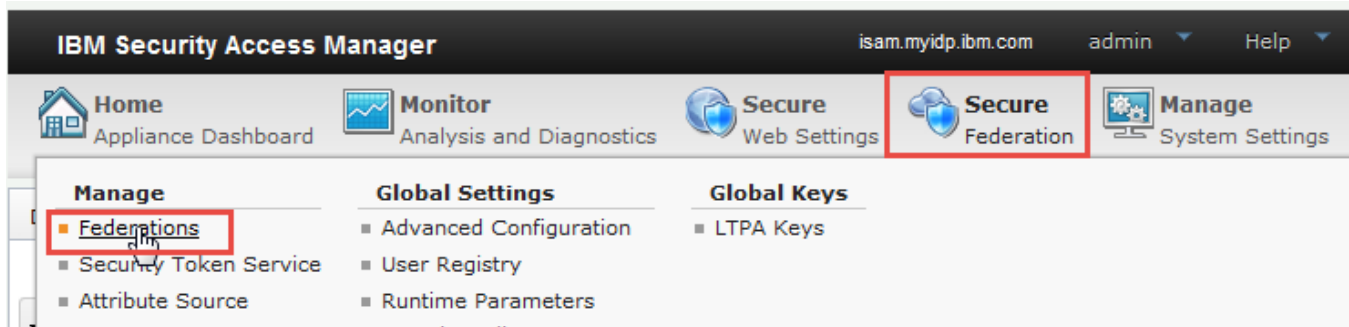 IBM Security Access Manager isam.myidp.ibm.com admin Help
Home Monitor Secure Secure Manage
Appliance Dashboard Analysis and Diagnostics Web Settings Federation System Settings
Manage Global Settings Global Keys
Federations Advanced Configuration LTPA Keys
Security Token Service User Registry
Attribute Source Runtime Parameters